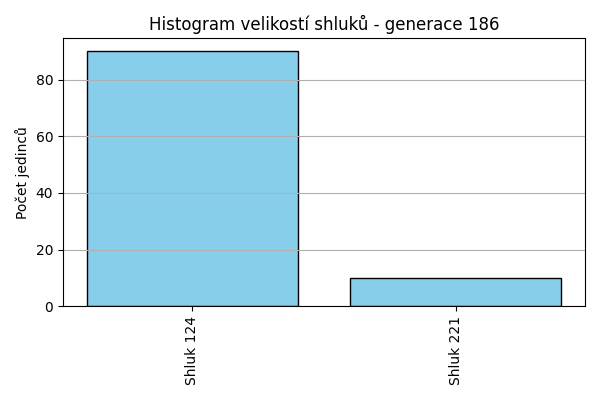 Histogram velikostí shluků - generace 186
Počet jedinců
80
60
40
20
0
Shluk 124
Shluk 221